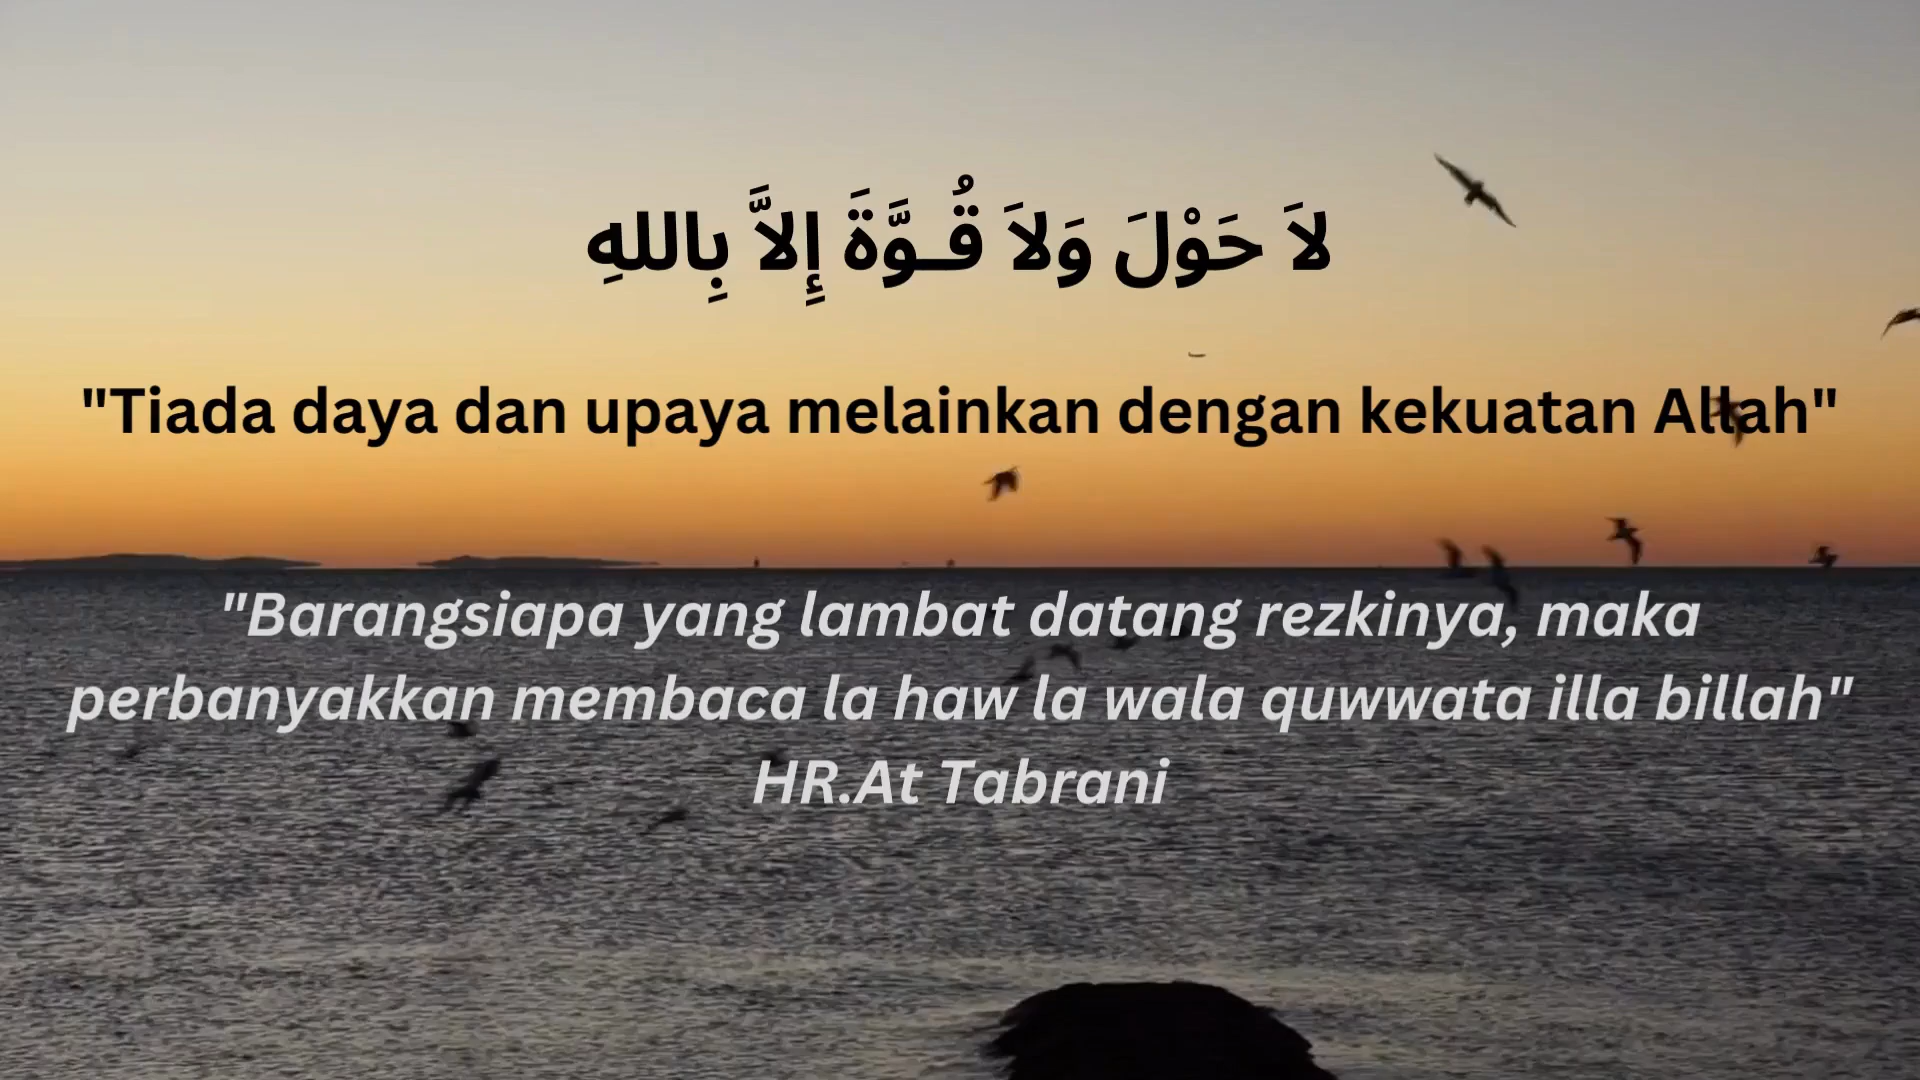 لاَ حَوْلَ وَلاَ قُـوَّةَ إِلاَّ بِاللهِ
"Tiada daya dan upaya melainkan dengan kekuatan Allah"
"Barangsiapa yang lambat datang rezkinya, maka
perbanyakkan membaca la haw la wala quwwata illa billah"
HR.At Tabrani